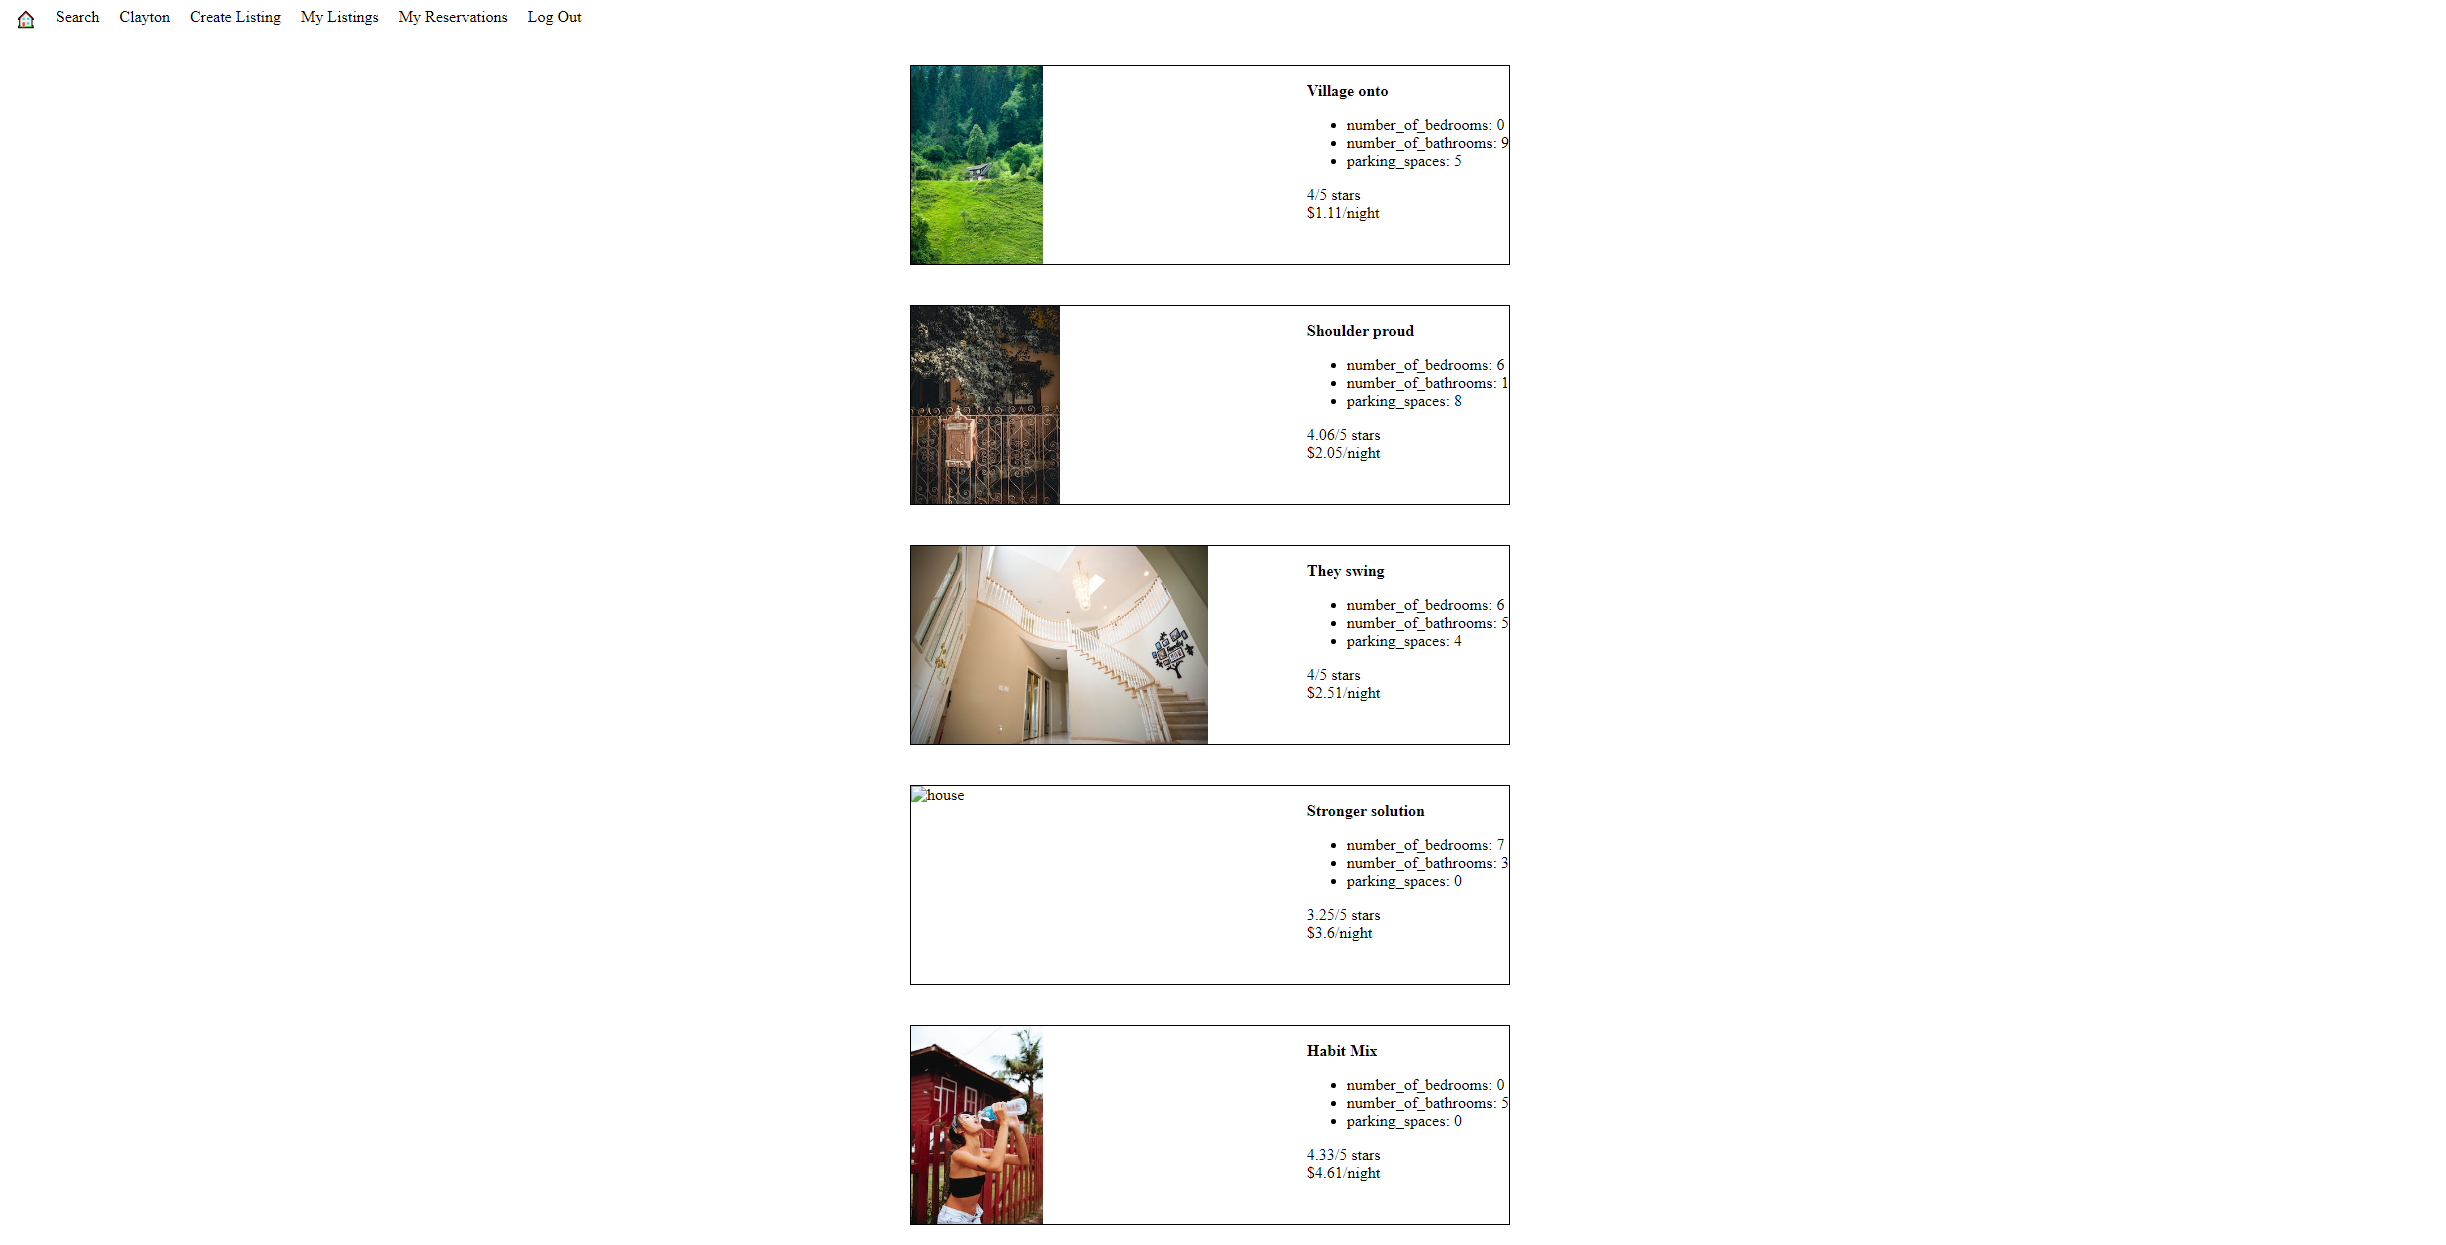 Search Clayton Create Listing My Listings My Reservations Log Out
Village onto
number_of_bedrooms: 0
number_of_bathrooms: 9
parking_spaces: 5
4/5 stars
$1.11/night
Shoulder proud
number_of_bedrooms: 6
number_of_bathrooms: 1
parking_spaces: 8
4.06/5 stars
$2.05/night
They swing
number_of_bedrooms: 6
number_of_bathrooms: 5
parking_spaces: 4
4/5 stars
$2.51/night
house
Stronger solution
number_of_bedrooms: 7
number_of_bathrooms: 3
parking_spaces: 0
3.25/5 stars
$3.6/night
Habit Mix
number_of_bedrooms: 0
number_of_bathrooms: 5
parking_spaces: 0
4.33/5 stars
$4.61/night